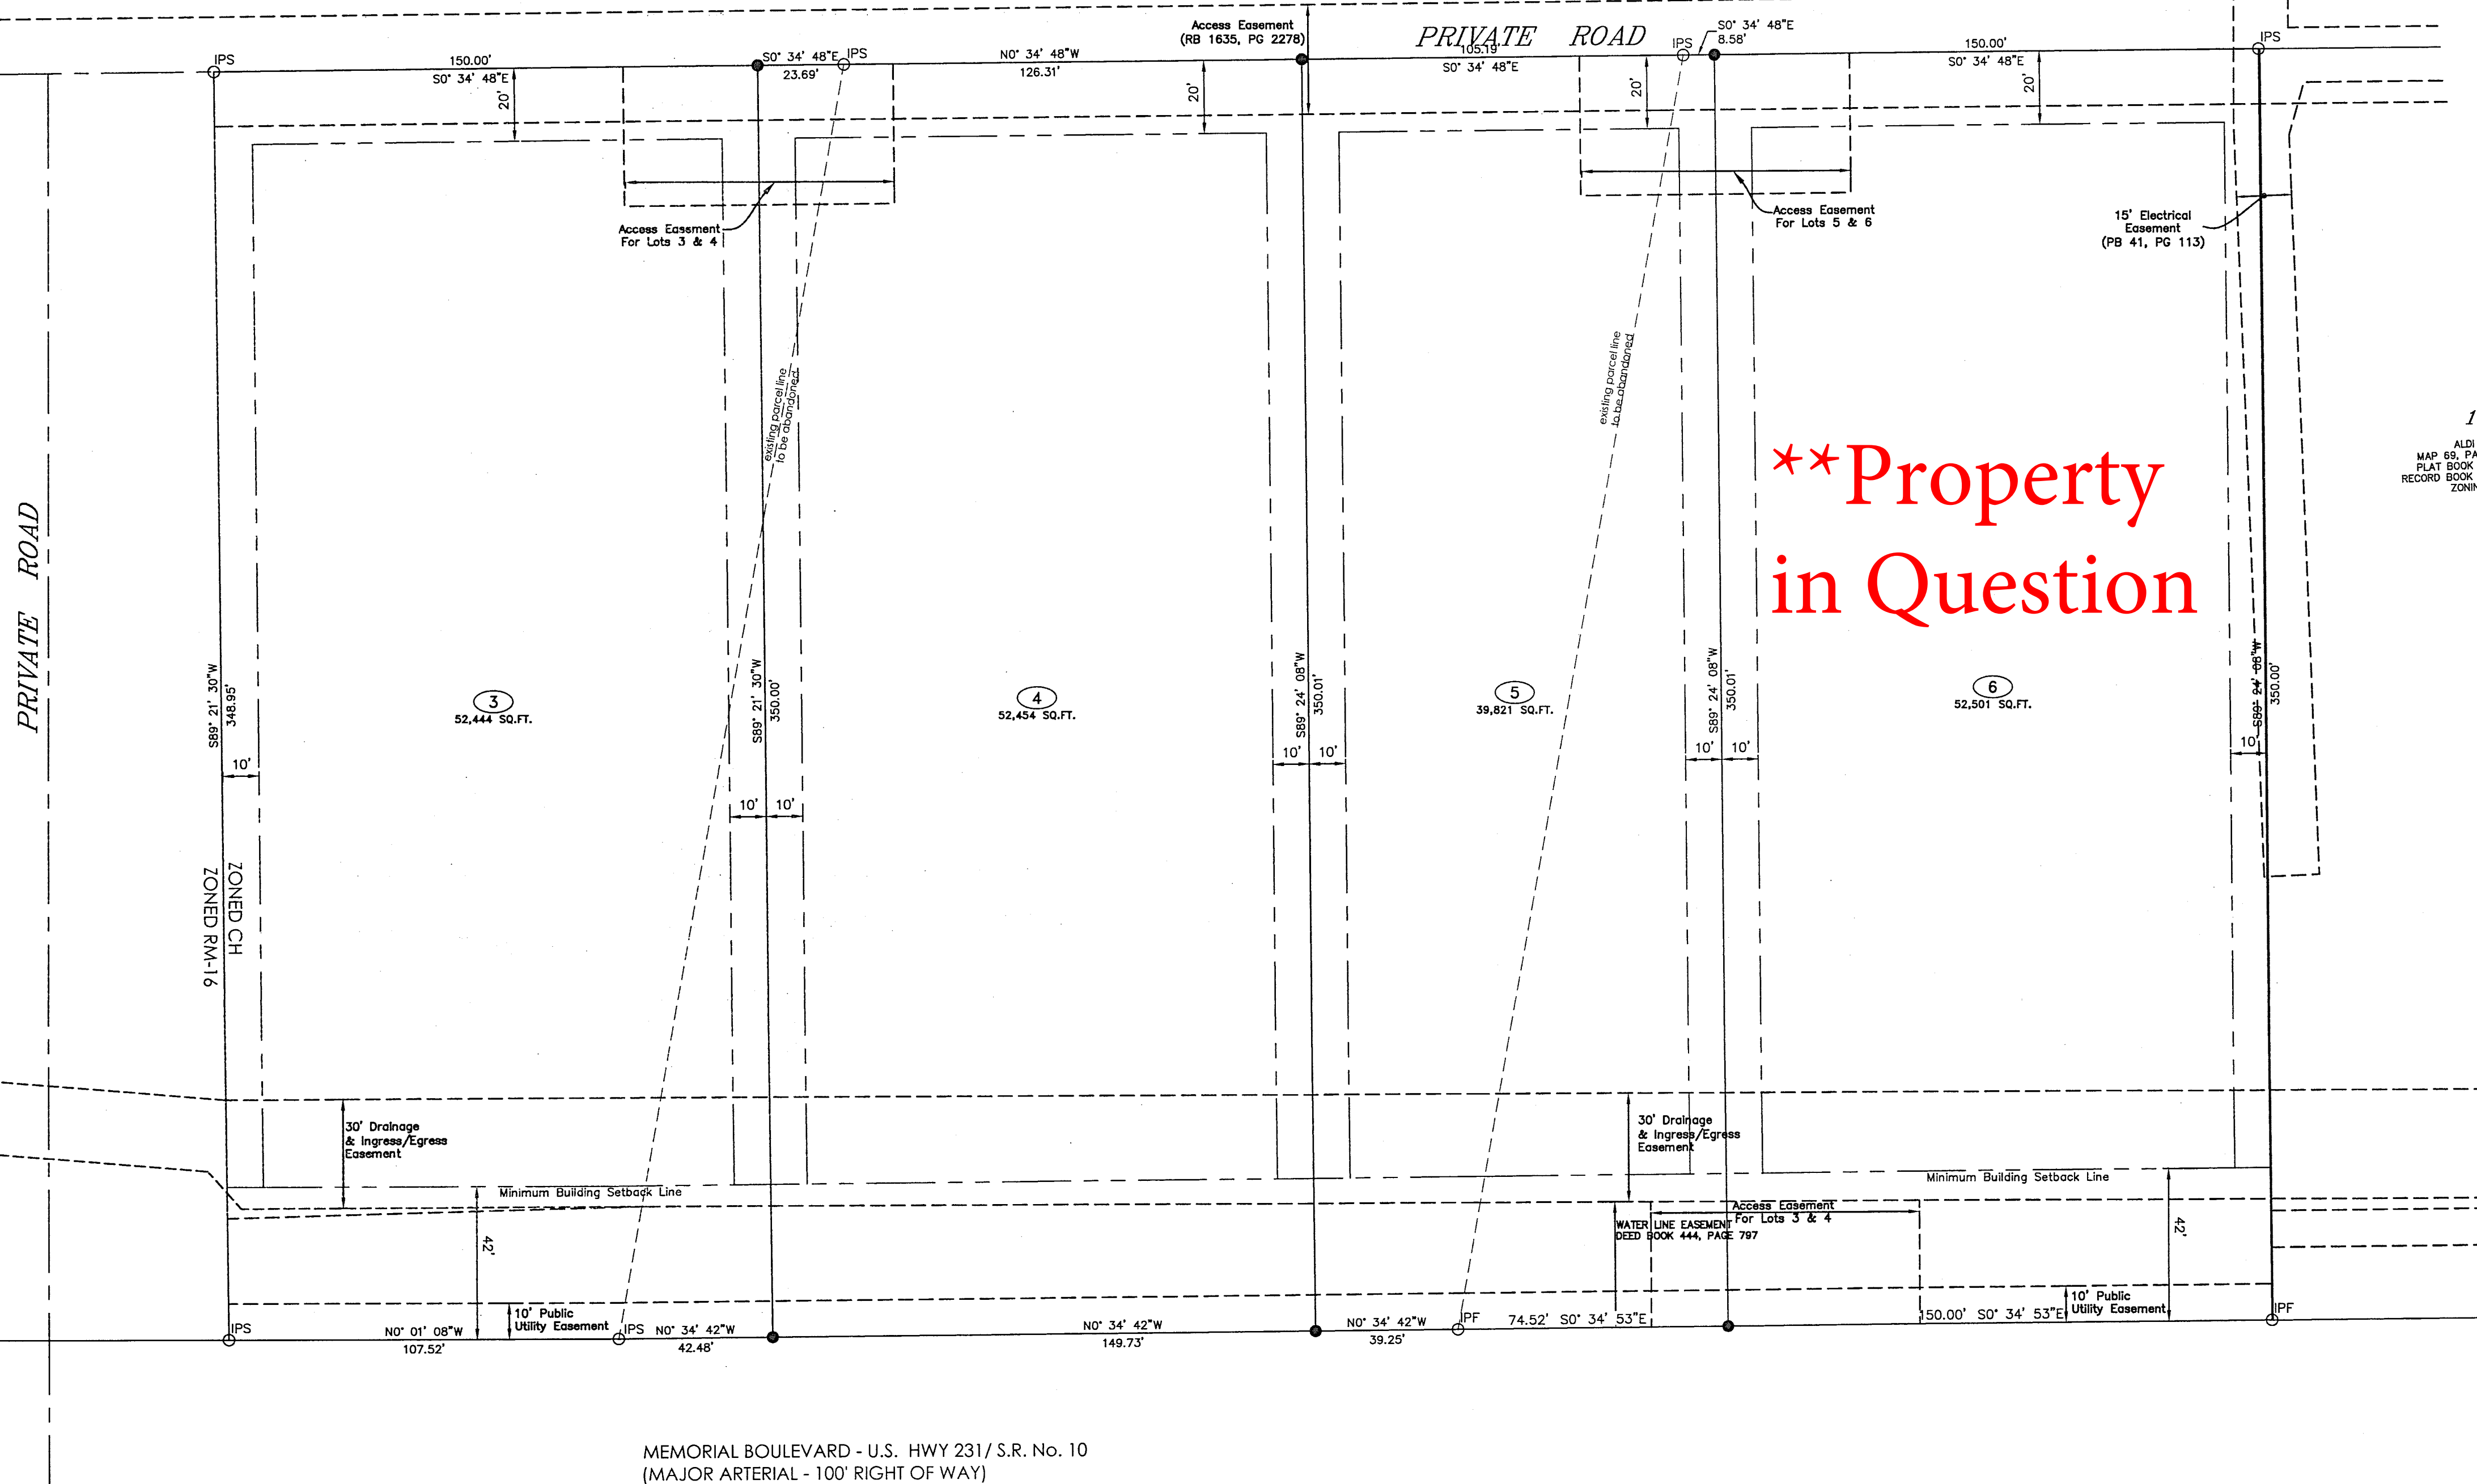 Access Easement
(RB 1635, PG 2278)
PRIVATE ROAD
IPS
150.00'
S0° 34' 48"E
S0° 34' 48"E
23.69'
IPS
N0° 34' 48"W
126.31'
105.19'
S0° 34' 48"E
IPS
S0° 34' 48"E
8.58'
150.00'
S0° 34' 48"E
IPS
20'
20'
20'
20'
Access Eassment
For Lots 3 & 4
Access Easement
For Lots 5 & 6
15' Electrical
Easement
(PB 41, PG 113)
existing parcel line
to be abandoned
existing parcel line
to be abandoned
1
ALDI
MAP 69, PA
PLAT BOOK
RECORD BOOK
ZONIN
**Property
in Question
PRIVATE ROAD
S89° 21' 30"W
348.95'
S89° 21' 30"W
350.00'
S89° 24' 08"W
350.01'
S89° 24' 08"W
350.01'
S89° 24' 08"W
350.00'
3
52,444 SQ.FT.
4
52,454 SQ.FT.
5
39,821 SQ.FT.
6
52,501 SQ.FT.
10'
10'
10'
10'
10'
10'
10'
10'
ZONED CH
ZONED RM-16
30' Drainage
& Ingress/Egress
Easement
30' Drainage
& Ingress/Egress
Easement
Minimum Building Setback Line
Minimum Building Setback Line
42'
42'
Access Easement
For Lots 3 & 4
WATER LINE EASEMENT
DEED BOOK 444, PAGE 797
10' Public
Utility Easement
10' Public
Utility Easement
IPS
N0° 01' 08"W
107.52'
IPS
N0° 34' 42"W
42.48'
N0° 34' 42"W
149.73'
N0° 34' 42"W
39.25'
IPF
74.52' S0° 34' 53"E
150.00' S0° 34' 53"E
IPF
MEMORIAL BOULEVARD - U.S. HWY 231/ S.R. No. 10
(MAJOR ARTERIAL - 100' RIGHT OF WAY)